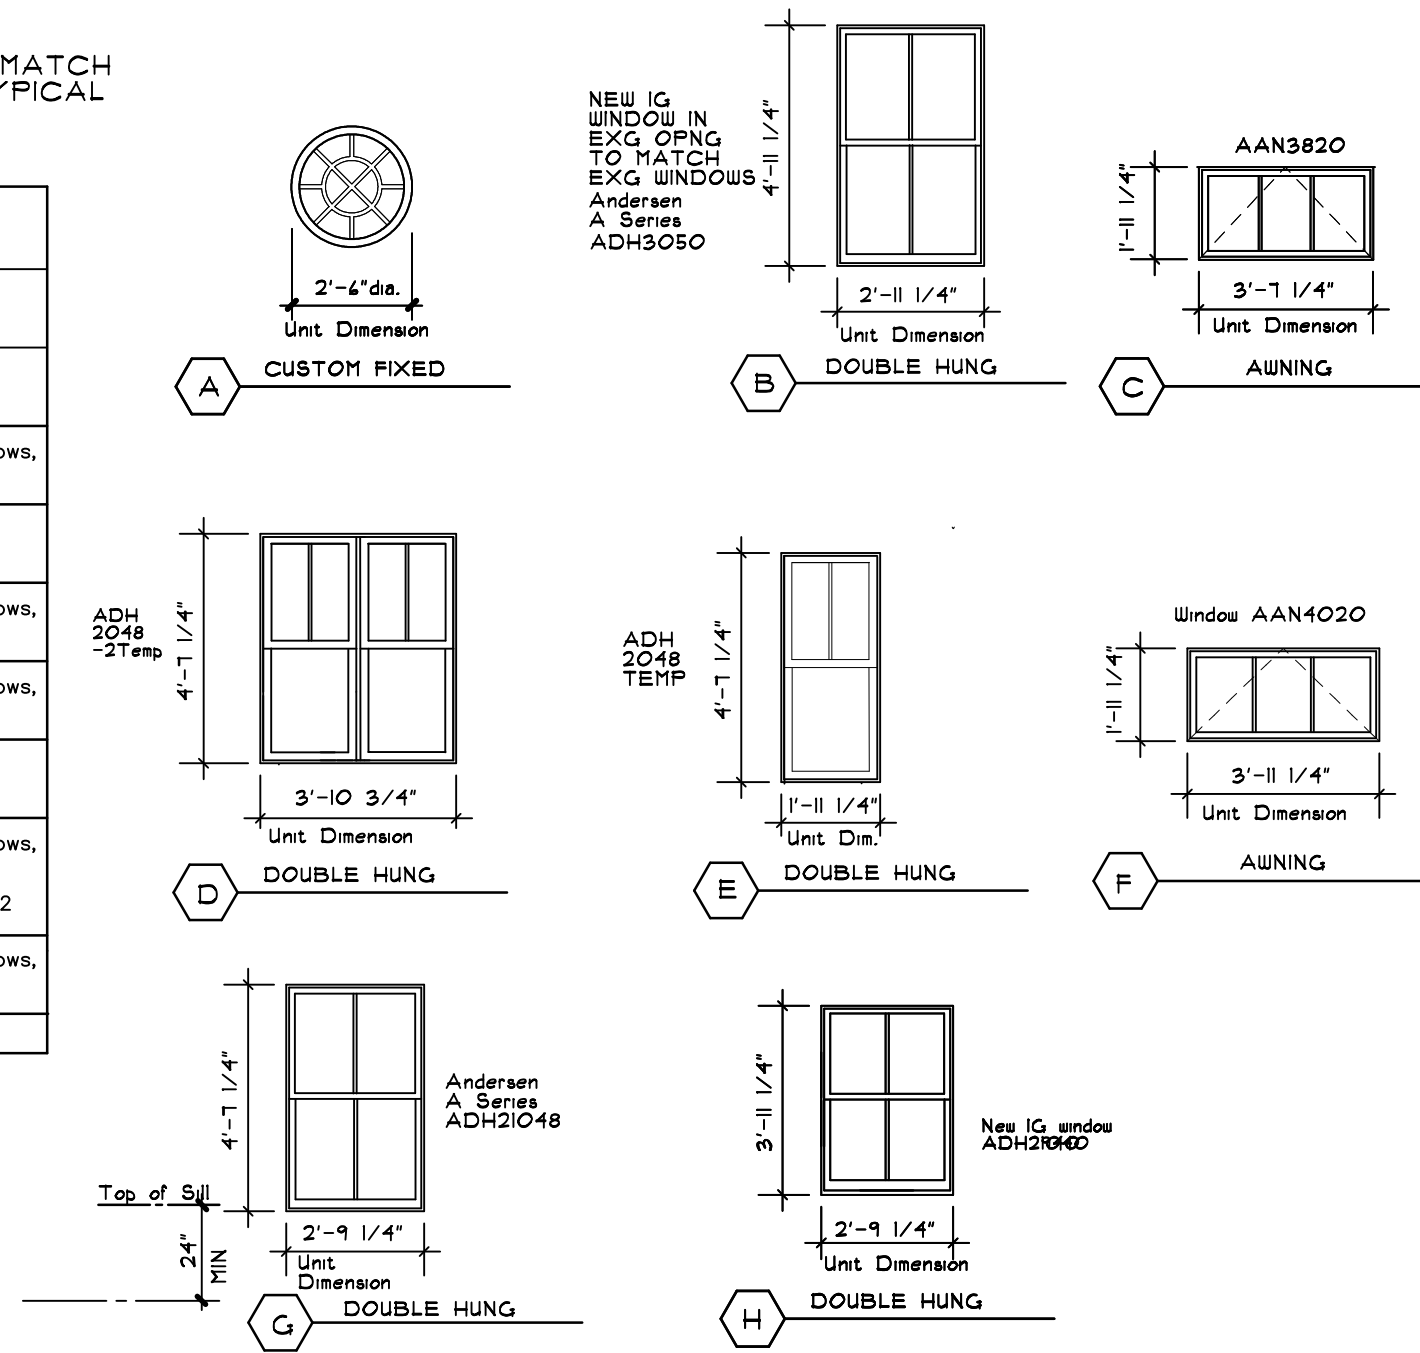 MATCH
YPICAL
OWS,
OWS,
OWS,
OWS,
2
OWS,
2'-6"dia.
Unit Dimension
A
CUSTOM FIXED
NEW IG
WINDOW IN
EXG OPNG
TO MATCH
EXG WINDOWS
Andersen
A Series
ADH3050
4'-11 1/4"
2'-11 1/4"
Unit Dimension
B
DOUBLE HUNG
AAN3820
1'-11 1/4"
3'-7 1/4"
Unit Dimension
C
AWNING
ADH
2048
-2Temp
4'-7 1/4"
3'-10 3/4"
Unit Dimension
D
DOUBLE HUNG
ADH
2048
TEMP
4'-7 1/4"
1'-11 1/4"
Unit Dim.
E
DOUBLE HUNG
Window AAN4020
1'-11 1/4"
3'-11 1/4"
Unit Dimension
F
AWNING
4'-7 1/4"
Andersen
A Series
ADH21048
Top of Sill
24"
MIN
2'-9 1/4"
Unit
Dimension
G
DOUBLE HUNG
3'-11 1/4"
New IG window
2'-9 1/4"
Unit Dimension
H
DOUBLE HUNG